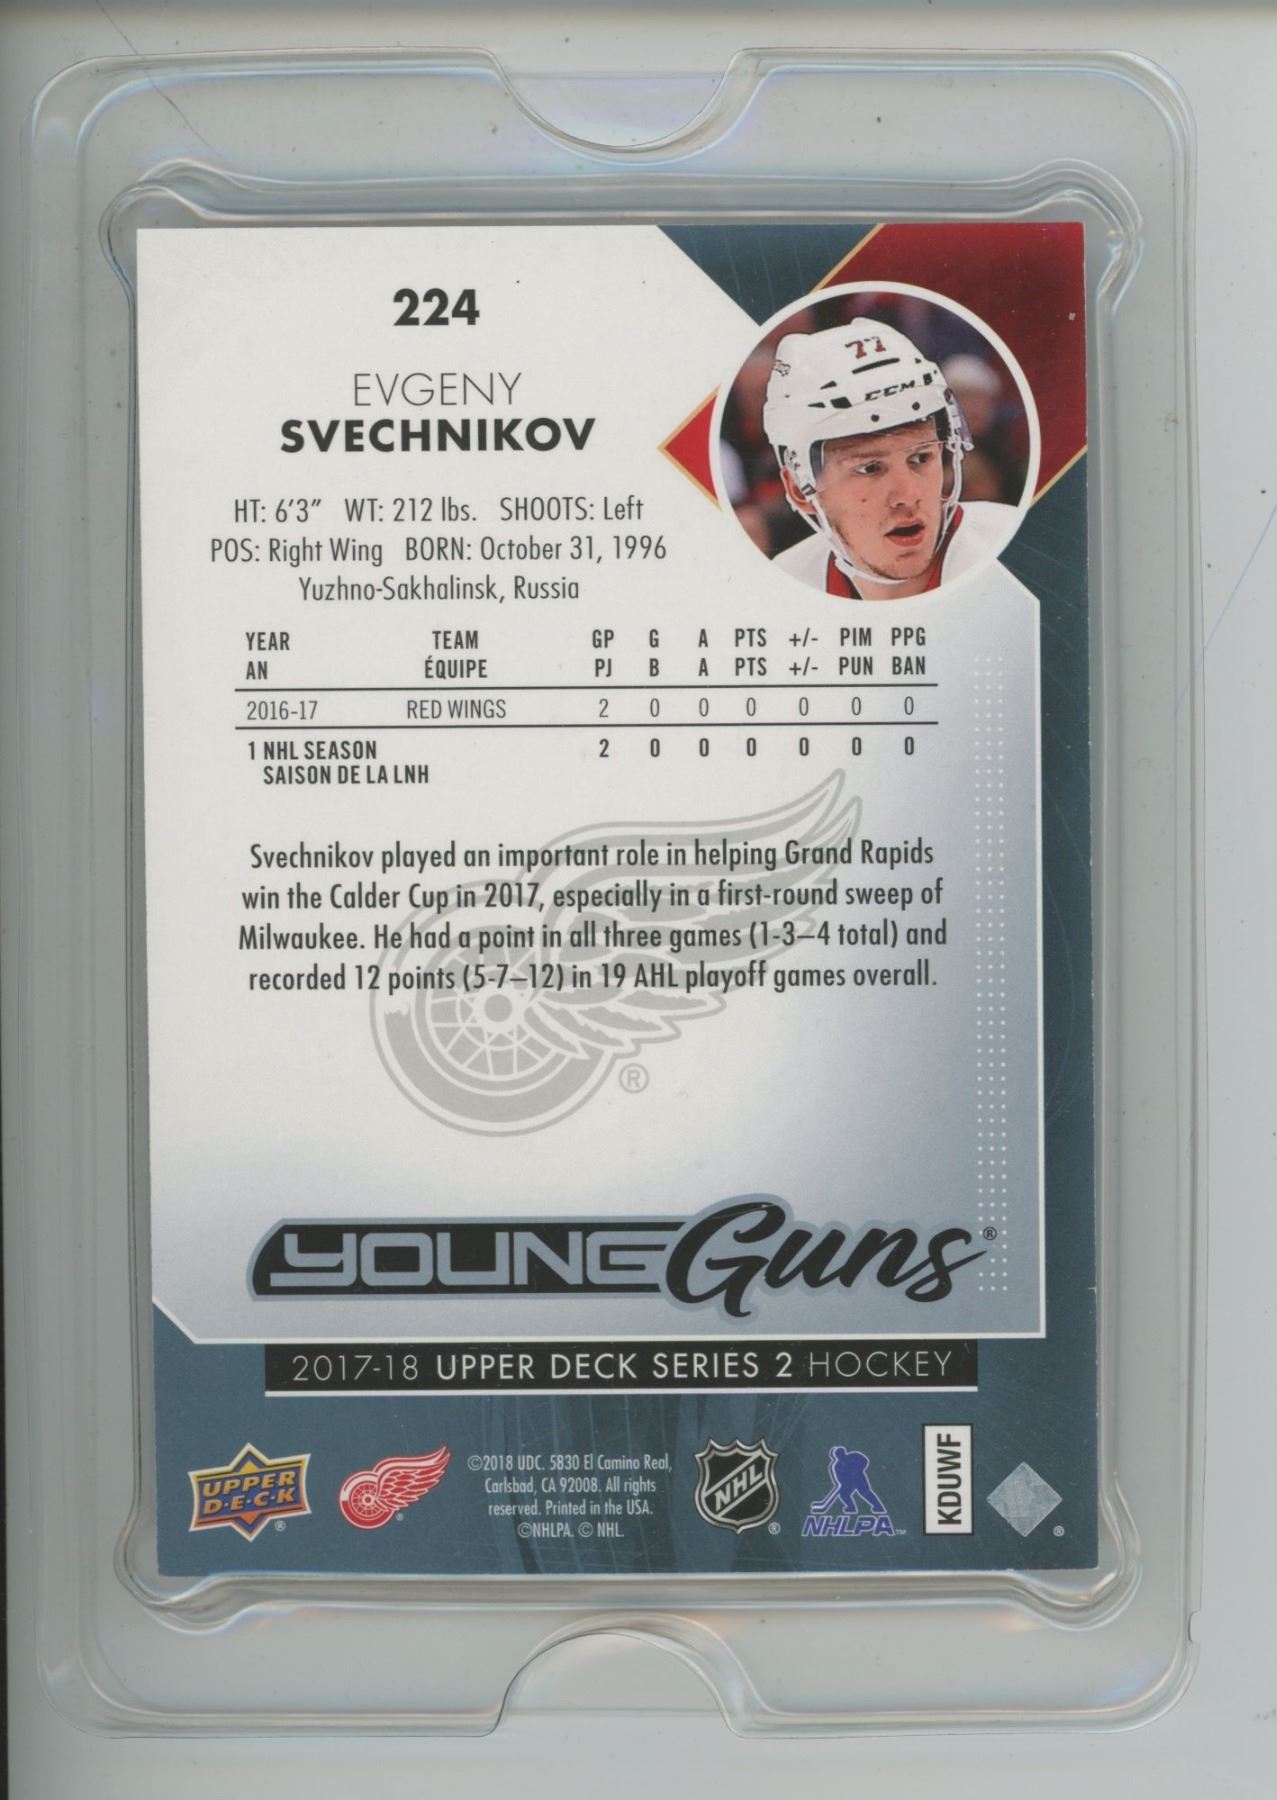 224
EVGENY
SVECHNIKOV
77
CCM
HT: 6'3" WT: 212 lbs. SHOOTS: Left
POS: Right Wing BORN: October 31, 1996
Yuzhno-Sakhalinsk, Russia
YEAR TEAM GP G A PTS +/- PIM PPG
AN ÉQUIPE PJ B A PTS +/- PUN BAN
2016-17 RED WINGS 2 0 0 0 0 0 0
1 NHL SEASON 2 0 0 0 0 0 0
SAISON DE LA LNH
Svechnikov played an important role in helping Grand Rapids
win the Calder Cup in 2017, especially in a first-round sweep of
Milwaukee. He had a point in all three games (1-3–4 total) and
recorded 12 points (5-7–12) in 19 AHL playoff games overall.
®
YOUNG Guns®
2017-18 UPPER DECK SERIES 2 HOCKEY
UPPER
D·E·C·K
®
®
©2018 UDC. 5830 El Camino Real,
Carlsbad, CA 92008. All rights
reserved. Printed in the USA.
©NHLPA. © NHL.
NHL
®
NHLPA™
KDUWF
®